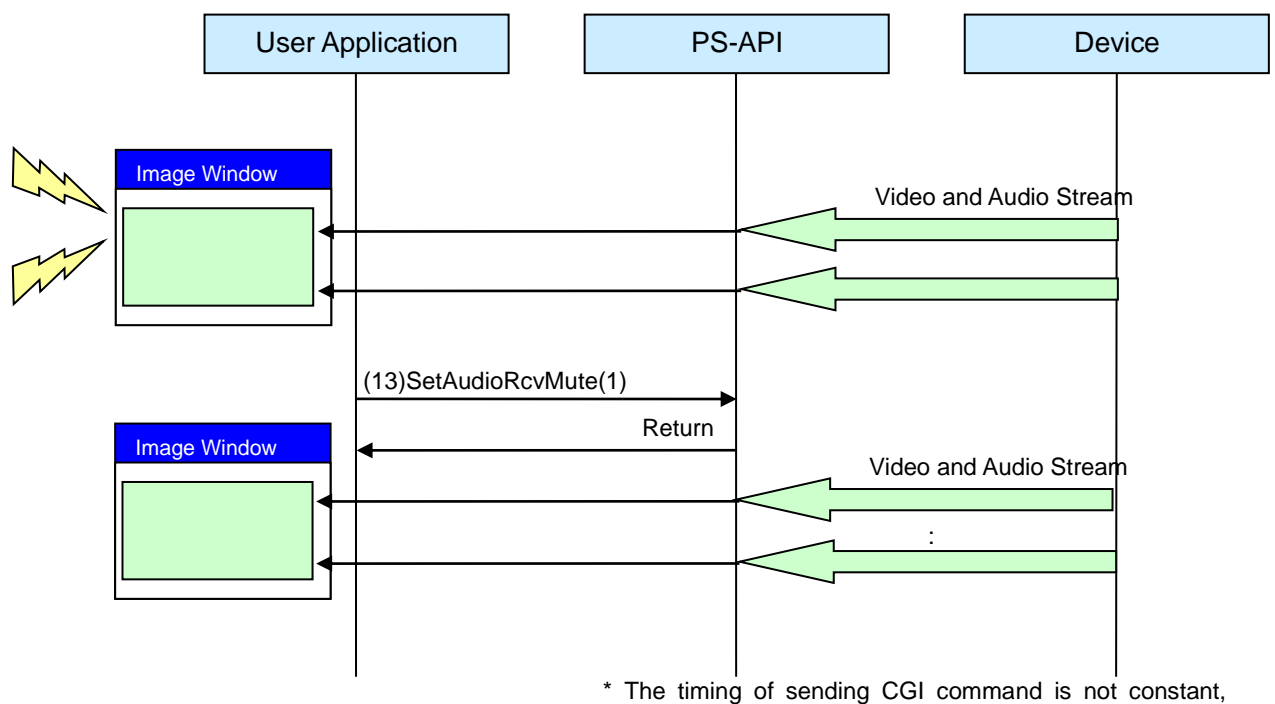 User Application
PS-API
Device
Image Window
Video and Audio Stream
(13)SetAudioRcvMute(1)
Return
Image Window
Video and Audio Stream
:
* The timing of sending CGI command is not constant,